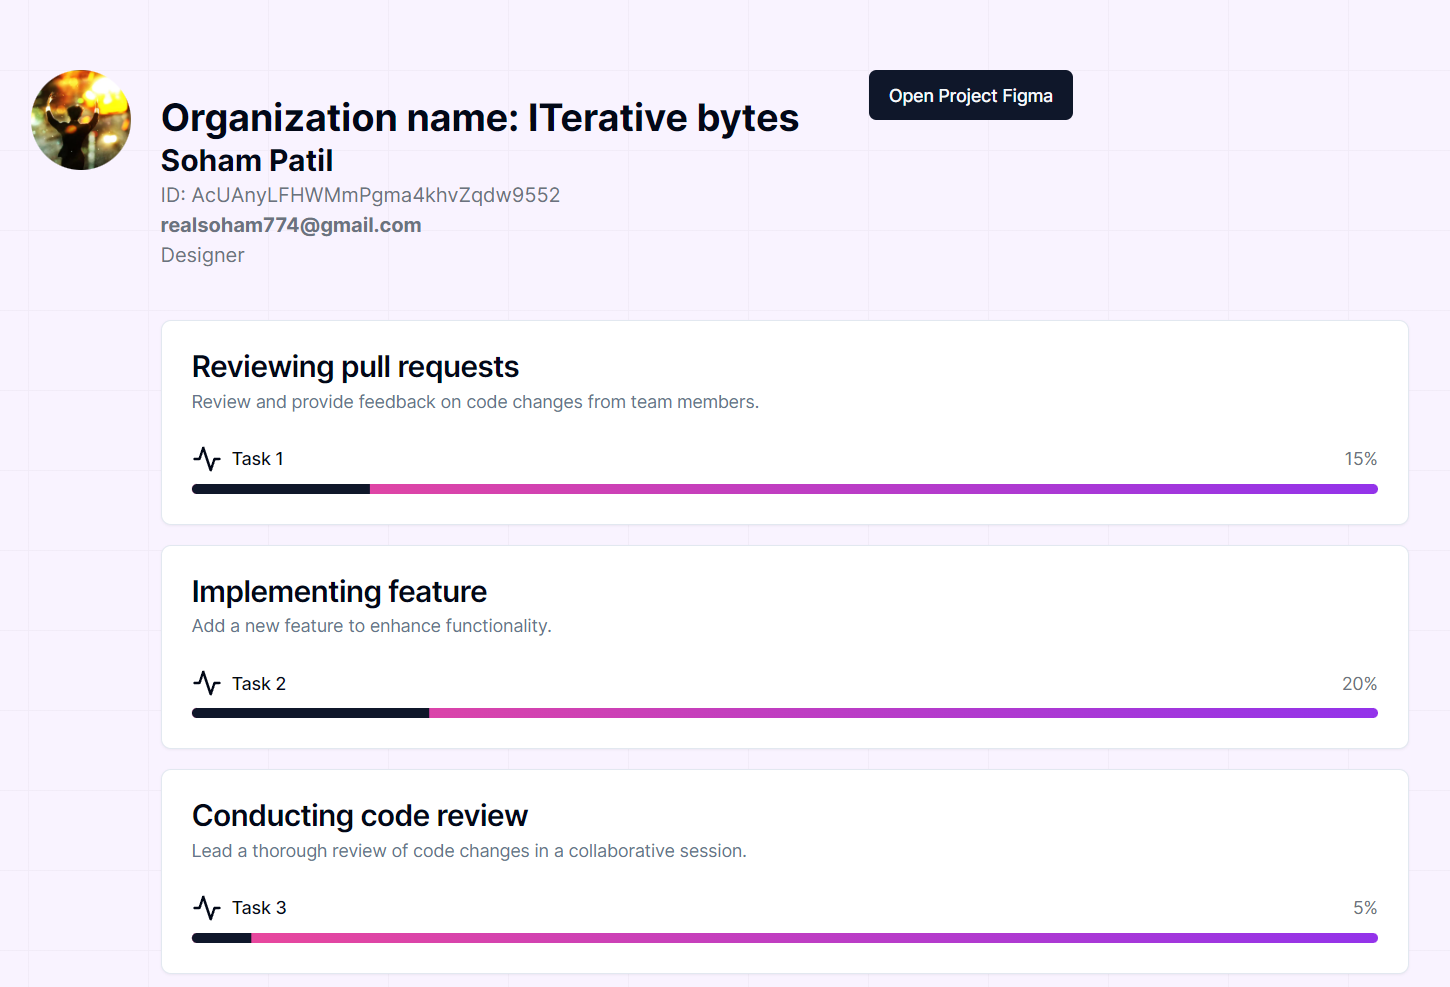 Organization name: ITerative bytes
Open Project Figma
Soham Patil
ID: AcUAnyLFHWMmPgma4khvZqdw9552
realsoham774@gmail.com
Designer
Reviewing pull requests
Review and provide feedback on code changes from team members.
Task 1
15%
Implementing feature
Add a new feature to enhance functionality.
Task 2
20%
Conducting code review
Lead a thorough review of code changes in a collaborative session.
Task 3
5%